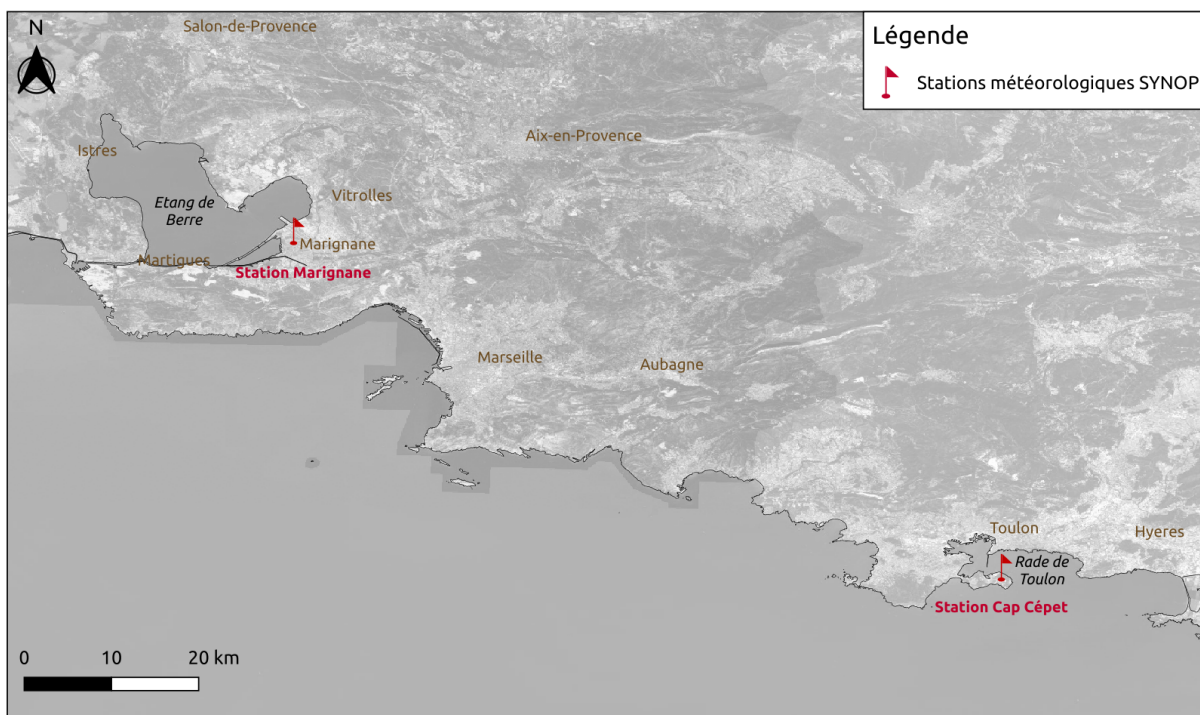 N
Salon-de-Provence
Légende
Stations météorologiques SYNOP
Aix-en-Provence
Istres
Vitrolles
Etang de
Berre
Marignane
Martigues
Station Marignane
Marseille
Aubagne
Toulon
Hyeres
Rade de
Toulon
Station Cap Cépet
0 10 20 km